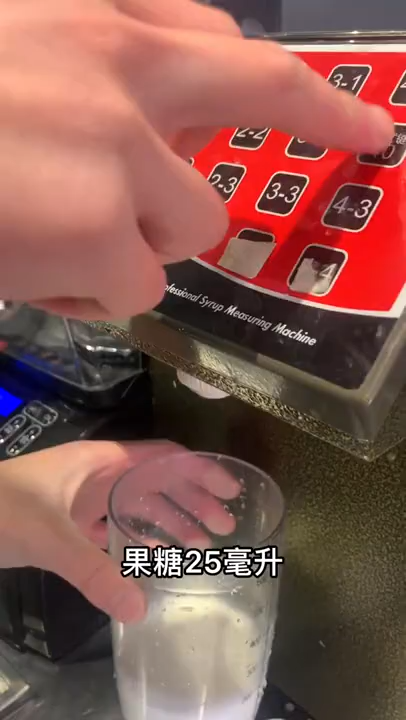 3-1
2-2
2-3
3-3
4-3
Professional Syrup Measuring Machine
果糖25毫升